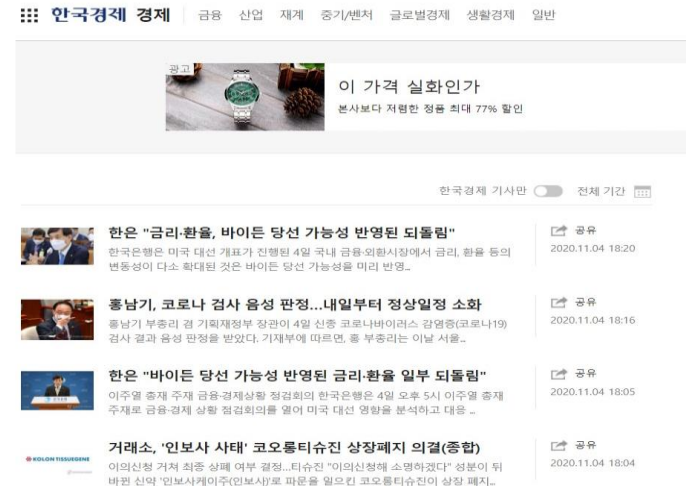 한국경제 경제 금융 산업 재계 중기/벤처 글로벌경제 생활경제 일반
광고
이 가격 실화인가
본사보다 저렴한 정품 최대 77% 할인
한국경제 기사만 전체 기간
한은 "금리·환율, 바이든 당선 가능성 반영된 되돌림"
공유
한국은행은 미국 대선 개표가 진행된 4일 국내 금융·외환시장에서 금리, 환율 등의
2020.11.04 18:20
변동성이 다소 확대된 것은 바이든 당선 가능성을 미리 반영...
홍남기, 코로나 검사 음성 판정...내일부터 정상일정 소화
공유
홍남기 부총리 겸 기획재정부 장관이 4일 신종 코로나바이러스 감염증(코로나19)
2020.11.04 18:16
검사 결과 음성 판정을 받았다. 기재부에 따르면, 홍 부총리는 이날 서울...
한은 "바이든 당선 가능성 반영된 금리·환율 일부 되돌림"
공유
이주열 총재 주재 금융·경제상황 점검회의 한국은행은 4일 오후 5시 이주열 총재
2020.11.04 18:05
주재로 금융·경제 상황 점검회의를 열어 미국 대선 영향을 분석하고 대응 ...
거래소, '인보사 사태' 코오롱티슈진 상장폐지 의결(종합)
공유
KOLON TISSUEGENE
이의신청 거쳐 최종 상폐 여부 결정...티슈진 "이의신청해 소명하겠다" 성분이 뒤
2020.11.04 18:04
바뀐 신약 '인보사케이주(인보사)'로 파문을 일으킨 코오롱티슈진이 상장 폐지...